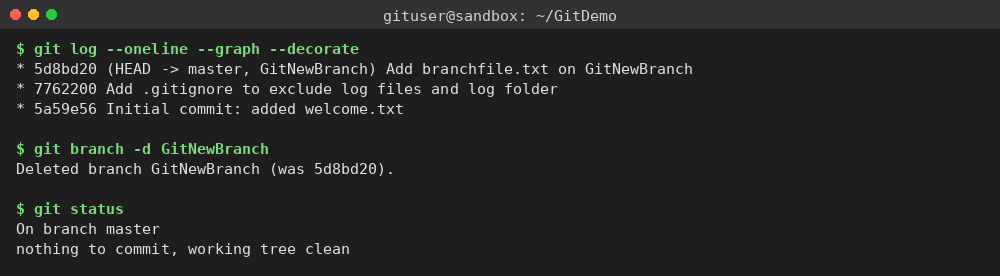 gituser@sandbox: ~/GitDemo
$ git log --oneline --graph --decorate
* 5d8bd20 (HEAD -> master, GitNewBranch) Add branchfile.txt on GitNewBranch
* 7762200 Add .gitignore to exclude log files and log folder
* 5a59e56 Initial commit: added welcome.txt
$ git branch -d GitNewBranch
Deleted branch GitNewBranch (was 5d8bd20).
$ git status
On branch master
nothing to commit, working tree clean